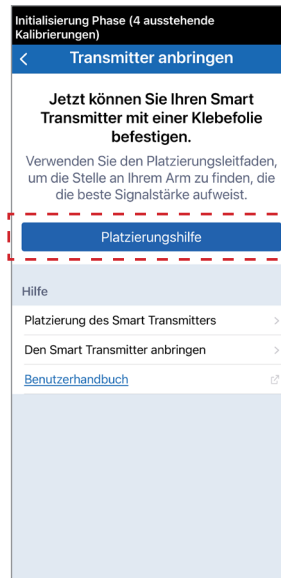 Initialisierung Phase (4 ausstehende
Kalibrierungen)
Transmitter anbringen
Jetzt können Sie Ihren Smart
Transmitter mit einer Klebefolie
befestigen.
Verwenden Sie den Platzierungsleitfaden,
um die Stelle an Ihrem Arm zu finden, die
die beste Signalstärke aufweist.
Platzierungshilfe
Hilfe
Platzierung des Smart Transmitters
Den Smart Transmitter anbringen
Benutzerhandbuch